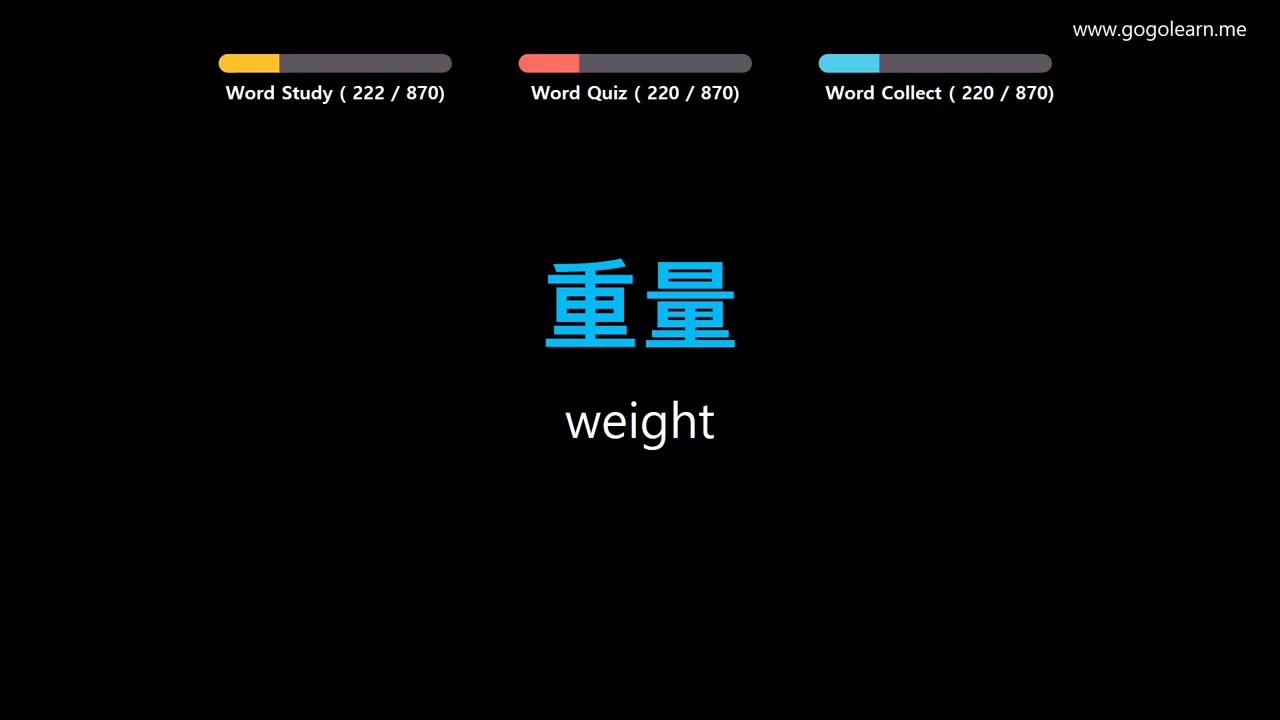 www.gogolearn.me
Word Study ( 222 / 870)
Word Quiz ( 220 / 870)
Word Collect ( 220 / 870)
重量
weight